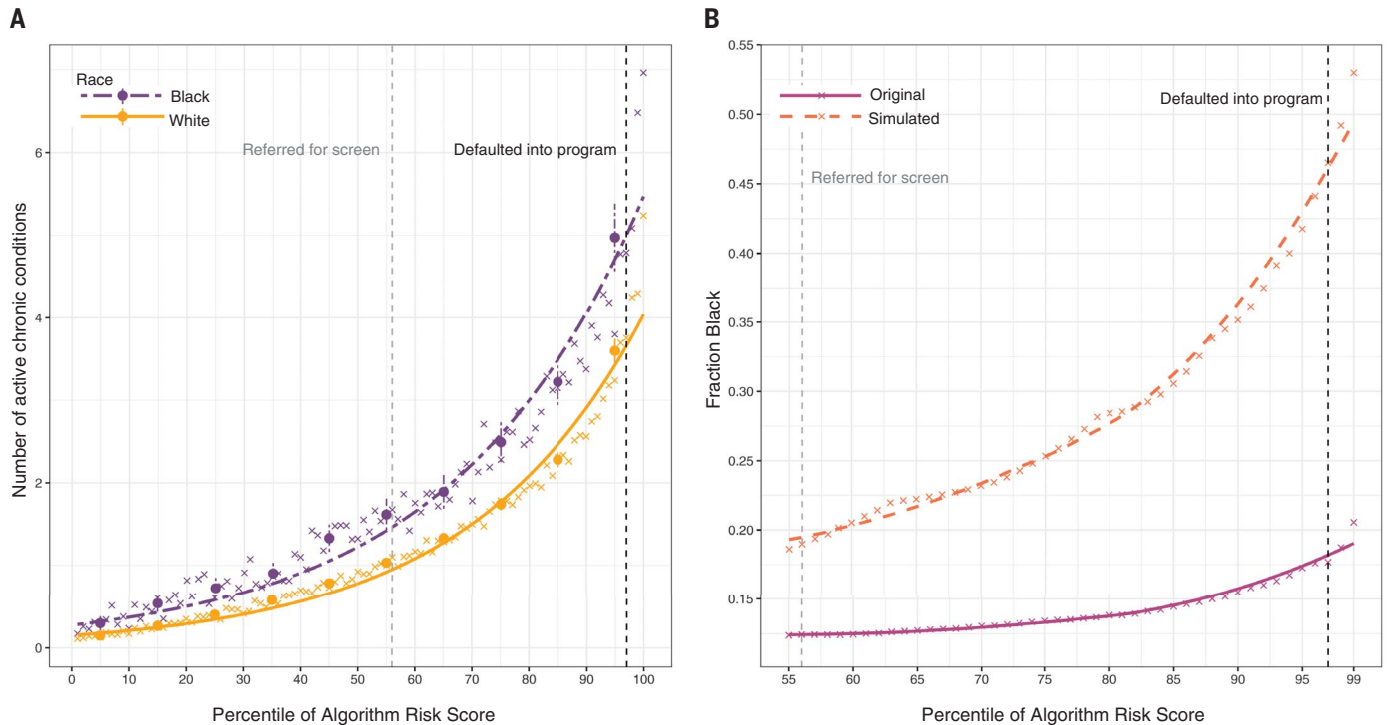 A
Race
Black
White
Referred for screen
Defaulted into program
Number of active chronic conditions
6
4
2
0
0 10 20 30 40 50 60 70 80 90 100
Percentile of Algorithm Risk Score
B
Original
Simulated
Defaulted into program
Referred for screen
Fraction Black
0.55
0.50
0.45
0.40
0.35
0.30
0.25
0.20
0.15
55 60 65 70 75 80 85 90 95 99
Percentile of Algorithm Risk Score